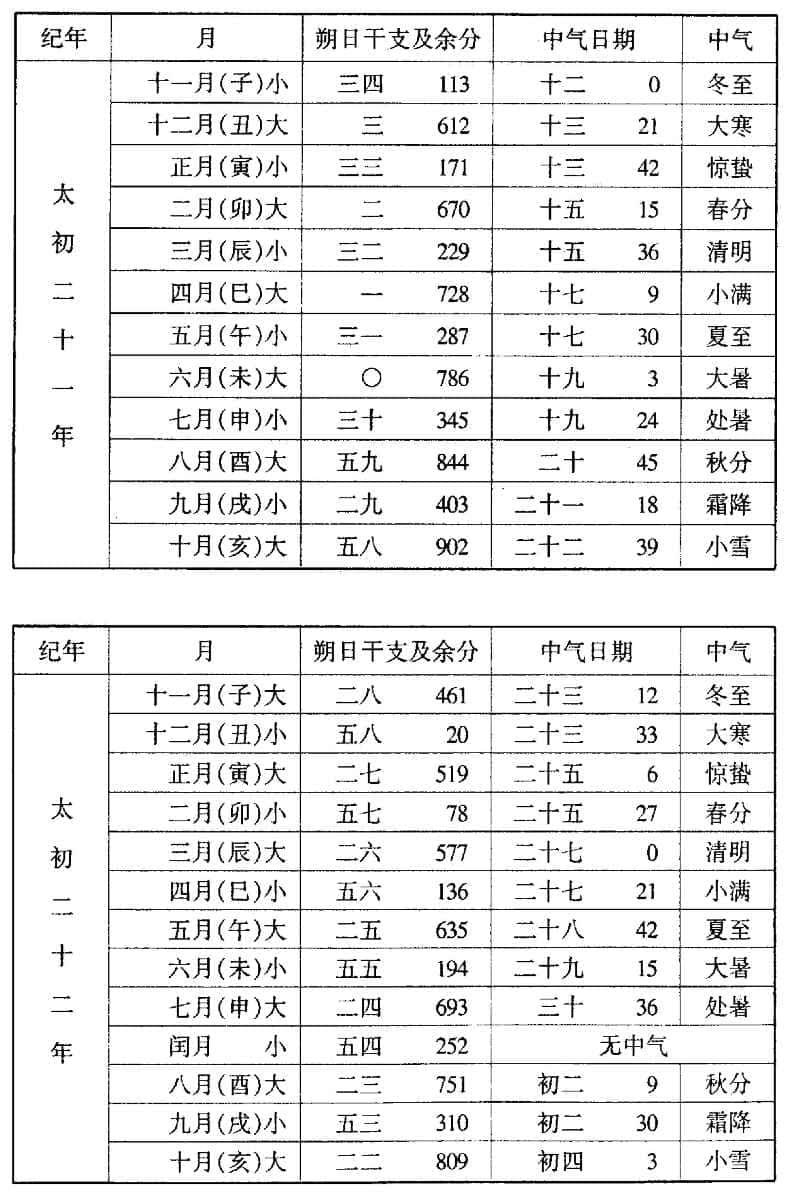 纪年 月 朔日干支及余分 中气日期 中气
太初二十一年
十一月(子)小 三四 113 十二 0 冬至
十二月(丑)大 三 612 十三 21 大寒
正月(寅)小 三三 171 十三 42 惊蛰
二月(卯)大 二 670 十五 15 春分
三月(辰)小 三二 229 十五 36 清明
四月(巳)大 一 728 十七 9 小满
五月(午)小 三一 287 十七 30 夏至
六月(未)大 〇 786 十九 3 大暑
七月(申)小 三十 345 十九 24 处暑
八月(酉)大 五九 844 二十 45 秋分
九月(戌)小 二九 403 二十一 18 霜降
十月(亥)大 五八 902 二十二 39 小雪
纪年 月 朔日干支及余分 中气日期 中气
太初二十二年
十一月(子)大 二八 461 二十三 12 冬至
十二月(丑)小 五八 20 二十三 33 大寒
正月(寅)大 二七 519 二十五 6 惊蛰
二月(卯)小 五七 78 二十五 27 春分
三月(辰)大 二六 577 二十七 0 清明
四月(巳)小 五六 136 二十七 21 小满
五月(午)大 二五 635 二十八 42 夏至
六月(未)小 五五 194 二十九 15 大暑
七月(申)大 二四 693 三十 36 处暑
闰月 小 五四 252 无中气
八月(酉)大 二三 751 初二 9 秋分
九月(戌)小 五三 310 初二 30 霜降
十月(亥)大 二二 809 初四 3 小雪